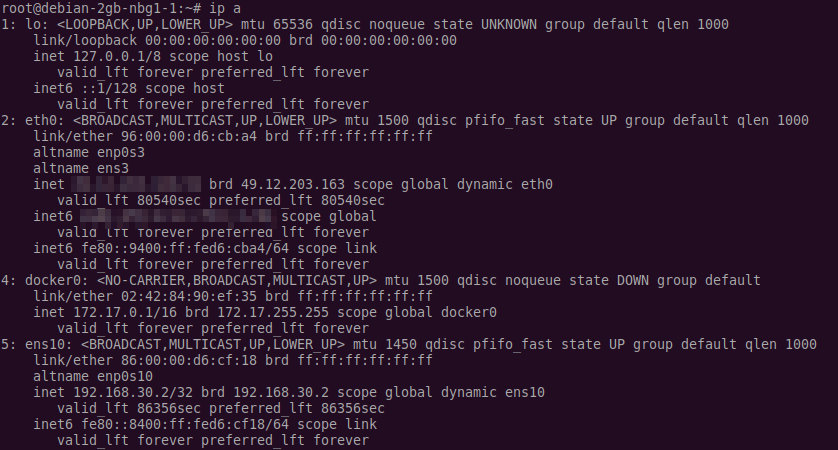 root@debian-2gb-nbg1-1:~# ip a
1: lo: <LOOPBACK,UP,LOWER_UP> mtu 65536 qdisc noqueue state UNKNOWN group default qlen 1000
    link/loopback 00:00:00:00:00:00 brd 00:00:00:00:00:00
    inet 127.0.0.1/8 scope host lo
       valid_lft forever preferred_lft forever
    inet6 ::1/128 scope host
       valid_lft forever preferred_lft forever
2: eth0: <BROADCAST,MULTICAST,UP,LOWER_UP> mtu 1500 qdisc pfifo_fast state UP group default qlen 1000
    link/ether 96:00:00:d6:cb:a4 brd ff:ff:ff:ff:ff:ff
    altname enp0s3
    altname ens3
    inet brd 49.12.203.163 scope global dynamic eth0
       valid_lft 80540sec preferred_lft 80540sec
    inet6 scope global
       valid_lft forever preferred_lft forever
    inet6 fe80::9400:ff:fed6:cba4/64 scope link
       valid_lft forever preferred_lft forever
4: docker0: <NO-CARRIER,BROADCAST,MULTICAST,UP> mtu 1500 qdisc noqueue state DOWN group default
    link/ether 02:42:84:90:ef:35 brd ff:ff:ff:ff:ff:ff
    inet 172.17.0.1/16 brd 172.17.255.255 scope global docker0
       valid_lft forever preferred_lft forever
5: ens10: <BROADCAST,MULTICAST,UP,LOWER_UP> mtu 1450 qdisc pfifo_fast state UP group default qlen 1000
    link/ether 86:00:00:d6:cf:18 brd ff:ff:ff:ff:ff:ff
    altname enp0s10
    inet 192.168.30.2/32 brd 192.168.30.2 scope global dynamic ens10
       valid_lft 86356sec preferred_lft 86356sec
    inet6 fe80::8400:ff:fed6:cf18/64 scope link
       valid_lft forever preferred_lft forever